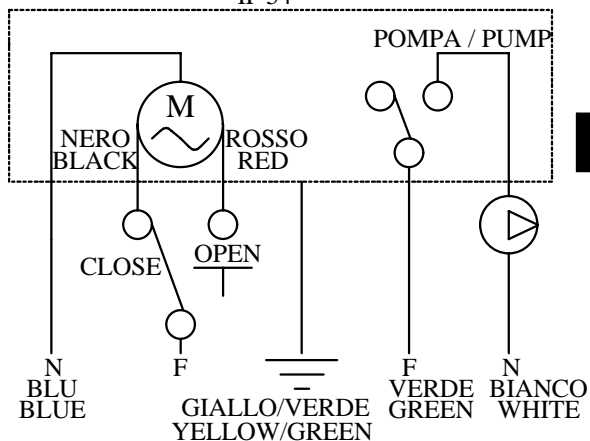 POMPA / PUMP
M
NERO
BLACK
ROSSO
RED
CLOSE
OPEN
N
BLU
BLUE
F
GIALLO/VERDE
YELLOW/GREEN
F
VERDE
GREEN
N
BIANCO
WHITE